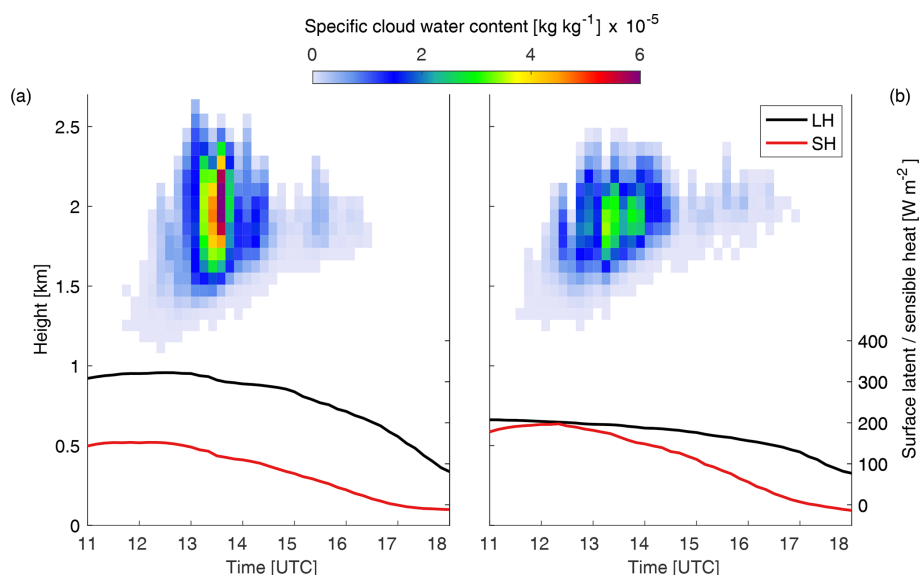 Specific cloud water content [kg kg⁻¹] x 10⁻⁵
0 2 4 6
(a) (b)
2.5
2
1.5
1
0.5
0
Height [km]
11 12 13 14 15 16 17 18
Time [UTC]
LH
SH
400
300
200
100
0
Surface latent / sensible heat [W m⁻²]
11 12 13 14 15 16 17 18
Time [UTC]